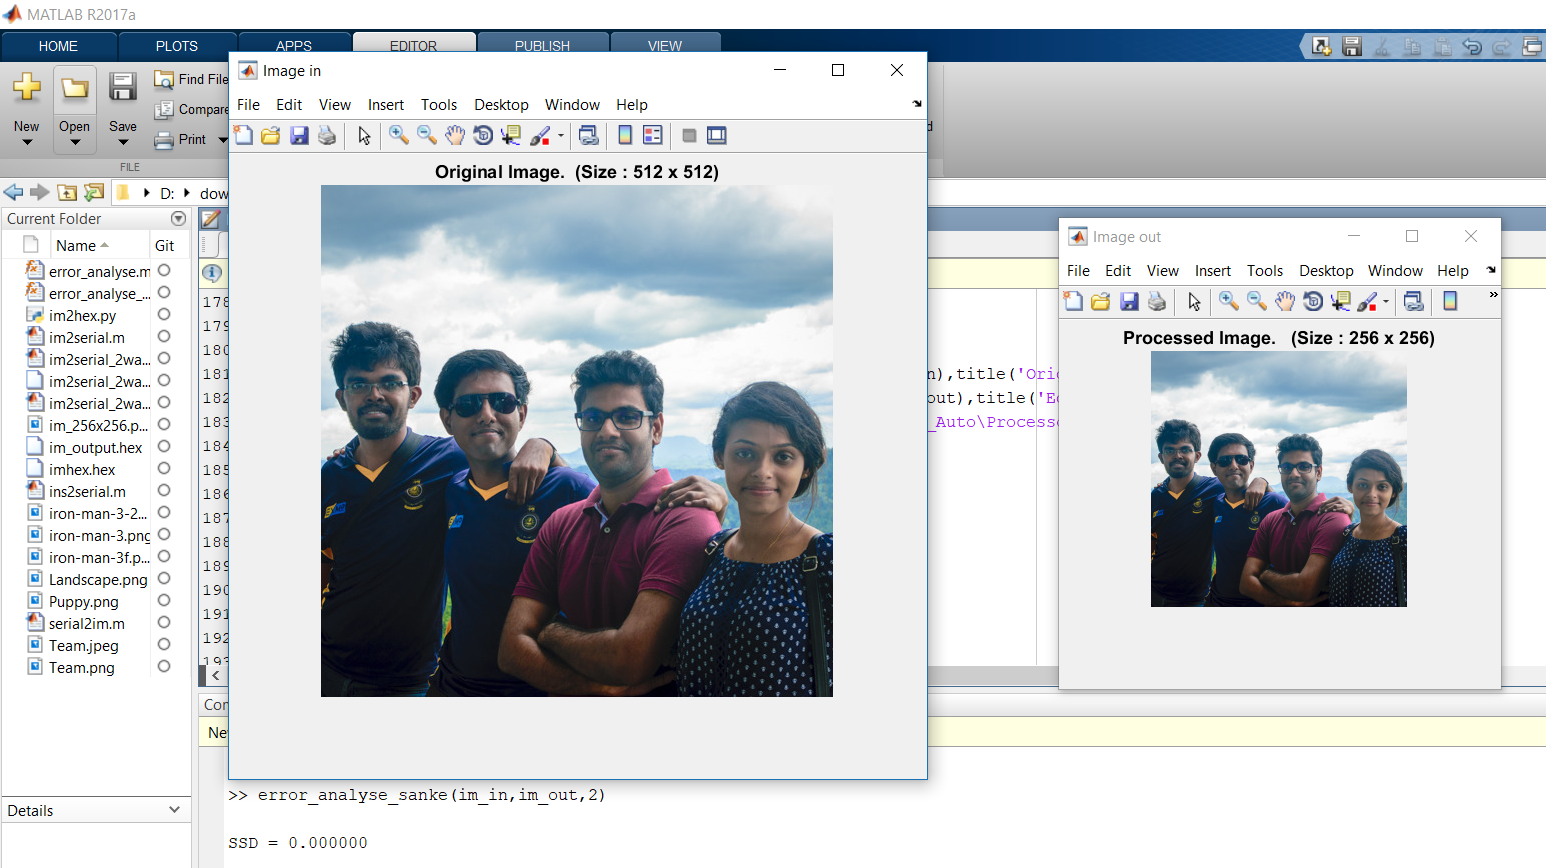 MATLAB R2017a
HOME PLOTS APPS EDITOR PUBLISH VIEW
New Open Save Find File
Compare
Print
FILE
D: dow
Current Folder
Name Git
error_analyse.m
error_analyse_...
im2hex.py
im2serial.m
im2serial_2wa...
im2serial_2wa...
im2serial_2wa...
im_256x256.p...
im_output.hex
imhex.hex
ins2serial.m
iron-man-3-2...
iron-man-3.png
iron-man-3f.p...
Landscape.png
Puppy.png
serial2im.m
Team.jpeg
Team.png
Details
Image in
File Edit View Insert Tools Desktop Window Help
Original Image. (Size : 512 x 512)
178
179
180
181
182
183
184
185
186
187
188
189
190
191
192
193
n),title('Orig
out),title('Ed
_Auto\Processe
Image out
File Edit View Insert Tools Desktop Window Help
Processed Image. (Size : 256 x 256)
Con
Ne
>> error_analyse_sanke(im_in,im_out,2)
SSD = 0.000000